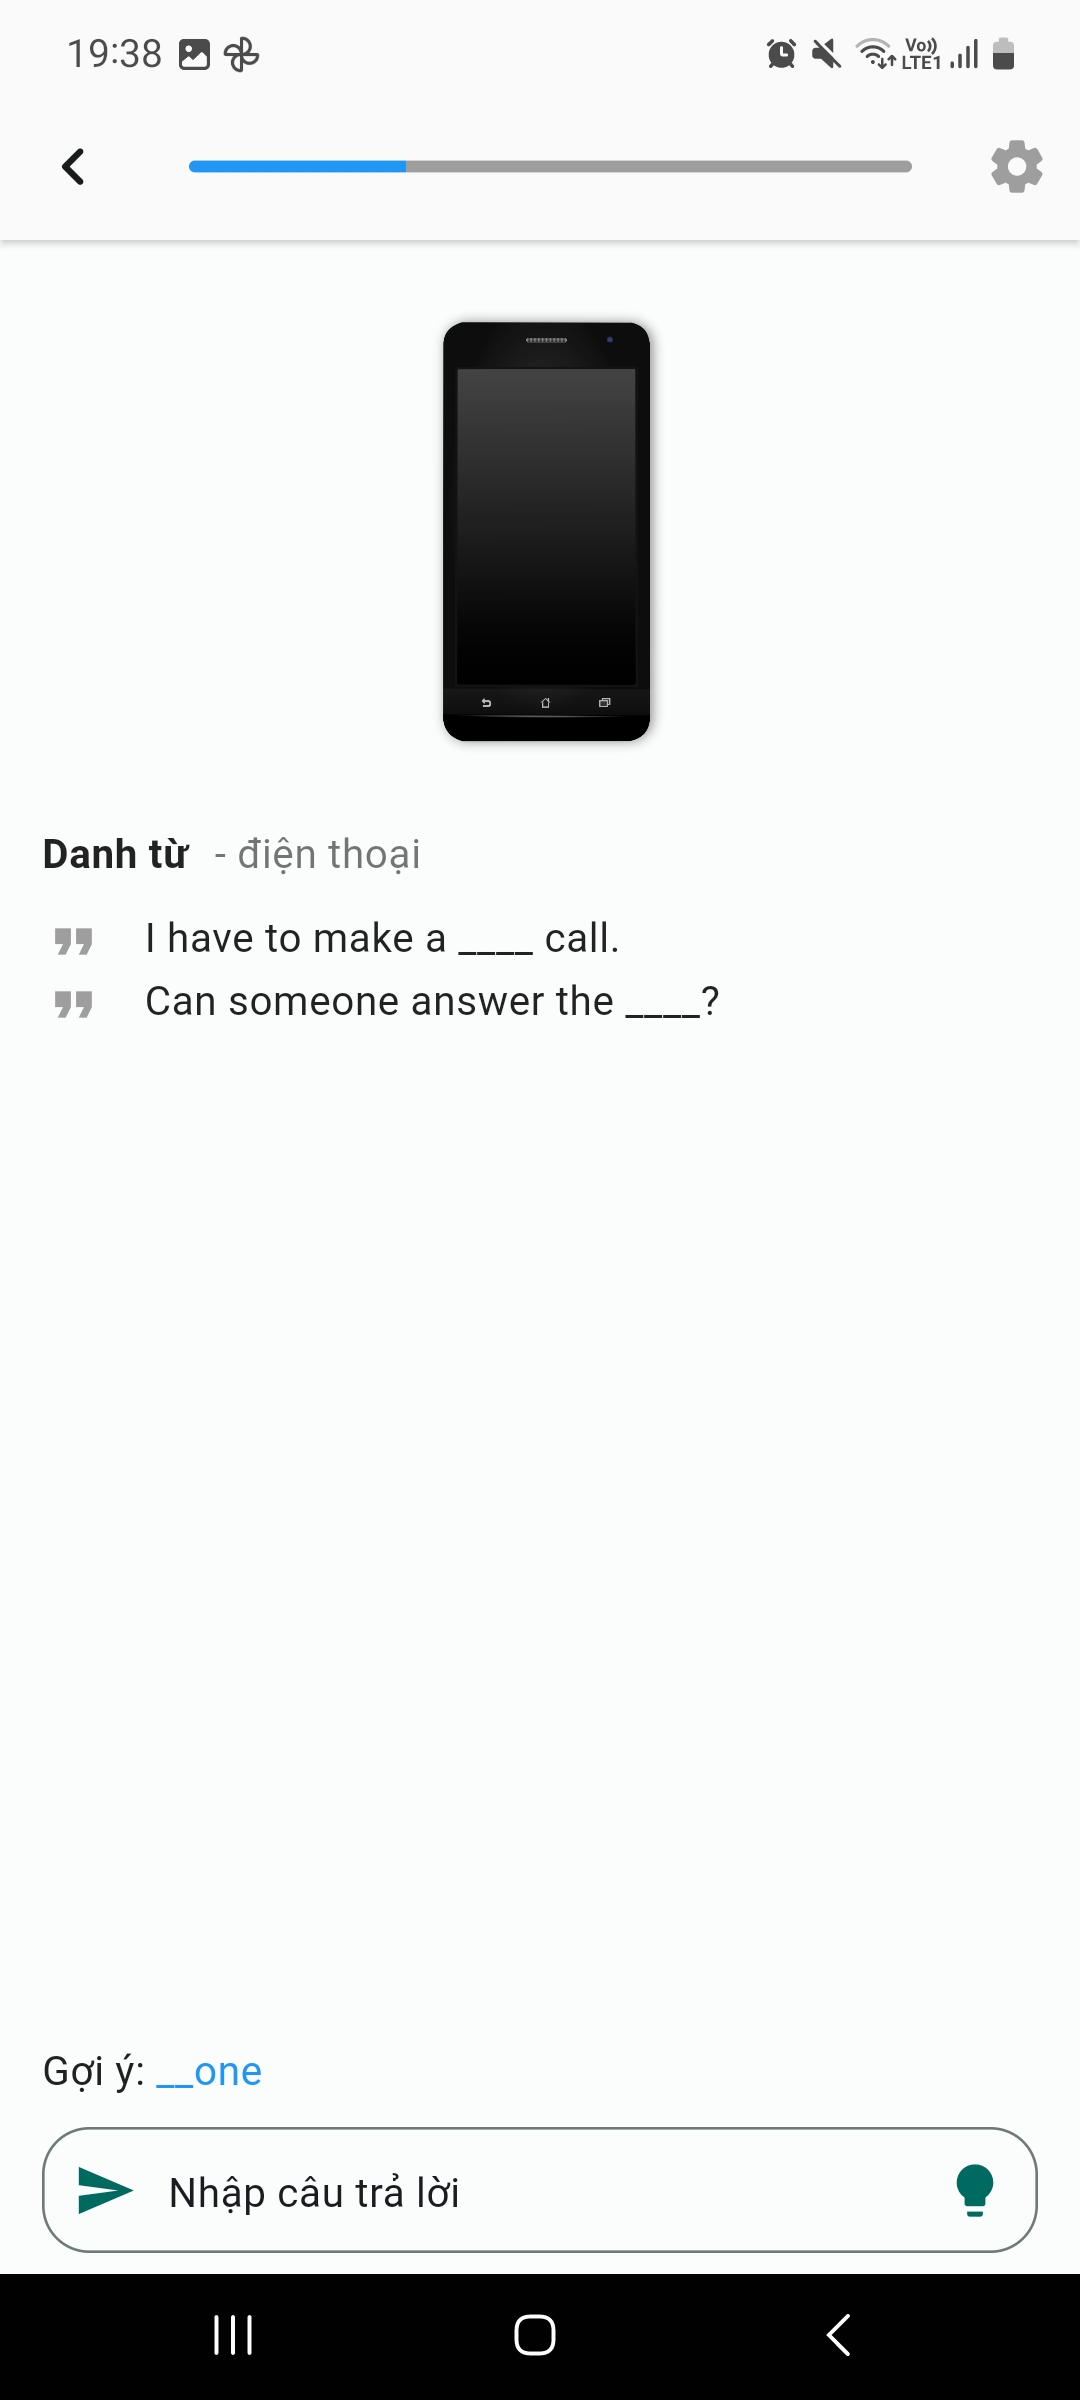 19:38
Vo)) LTE1
Danh từ - điện thoại
I have to make a ____ call.
Can someone answer the ____?
Gợi ý: __one
Nhập câu trả lời